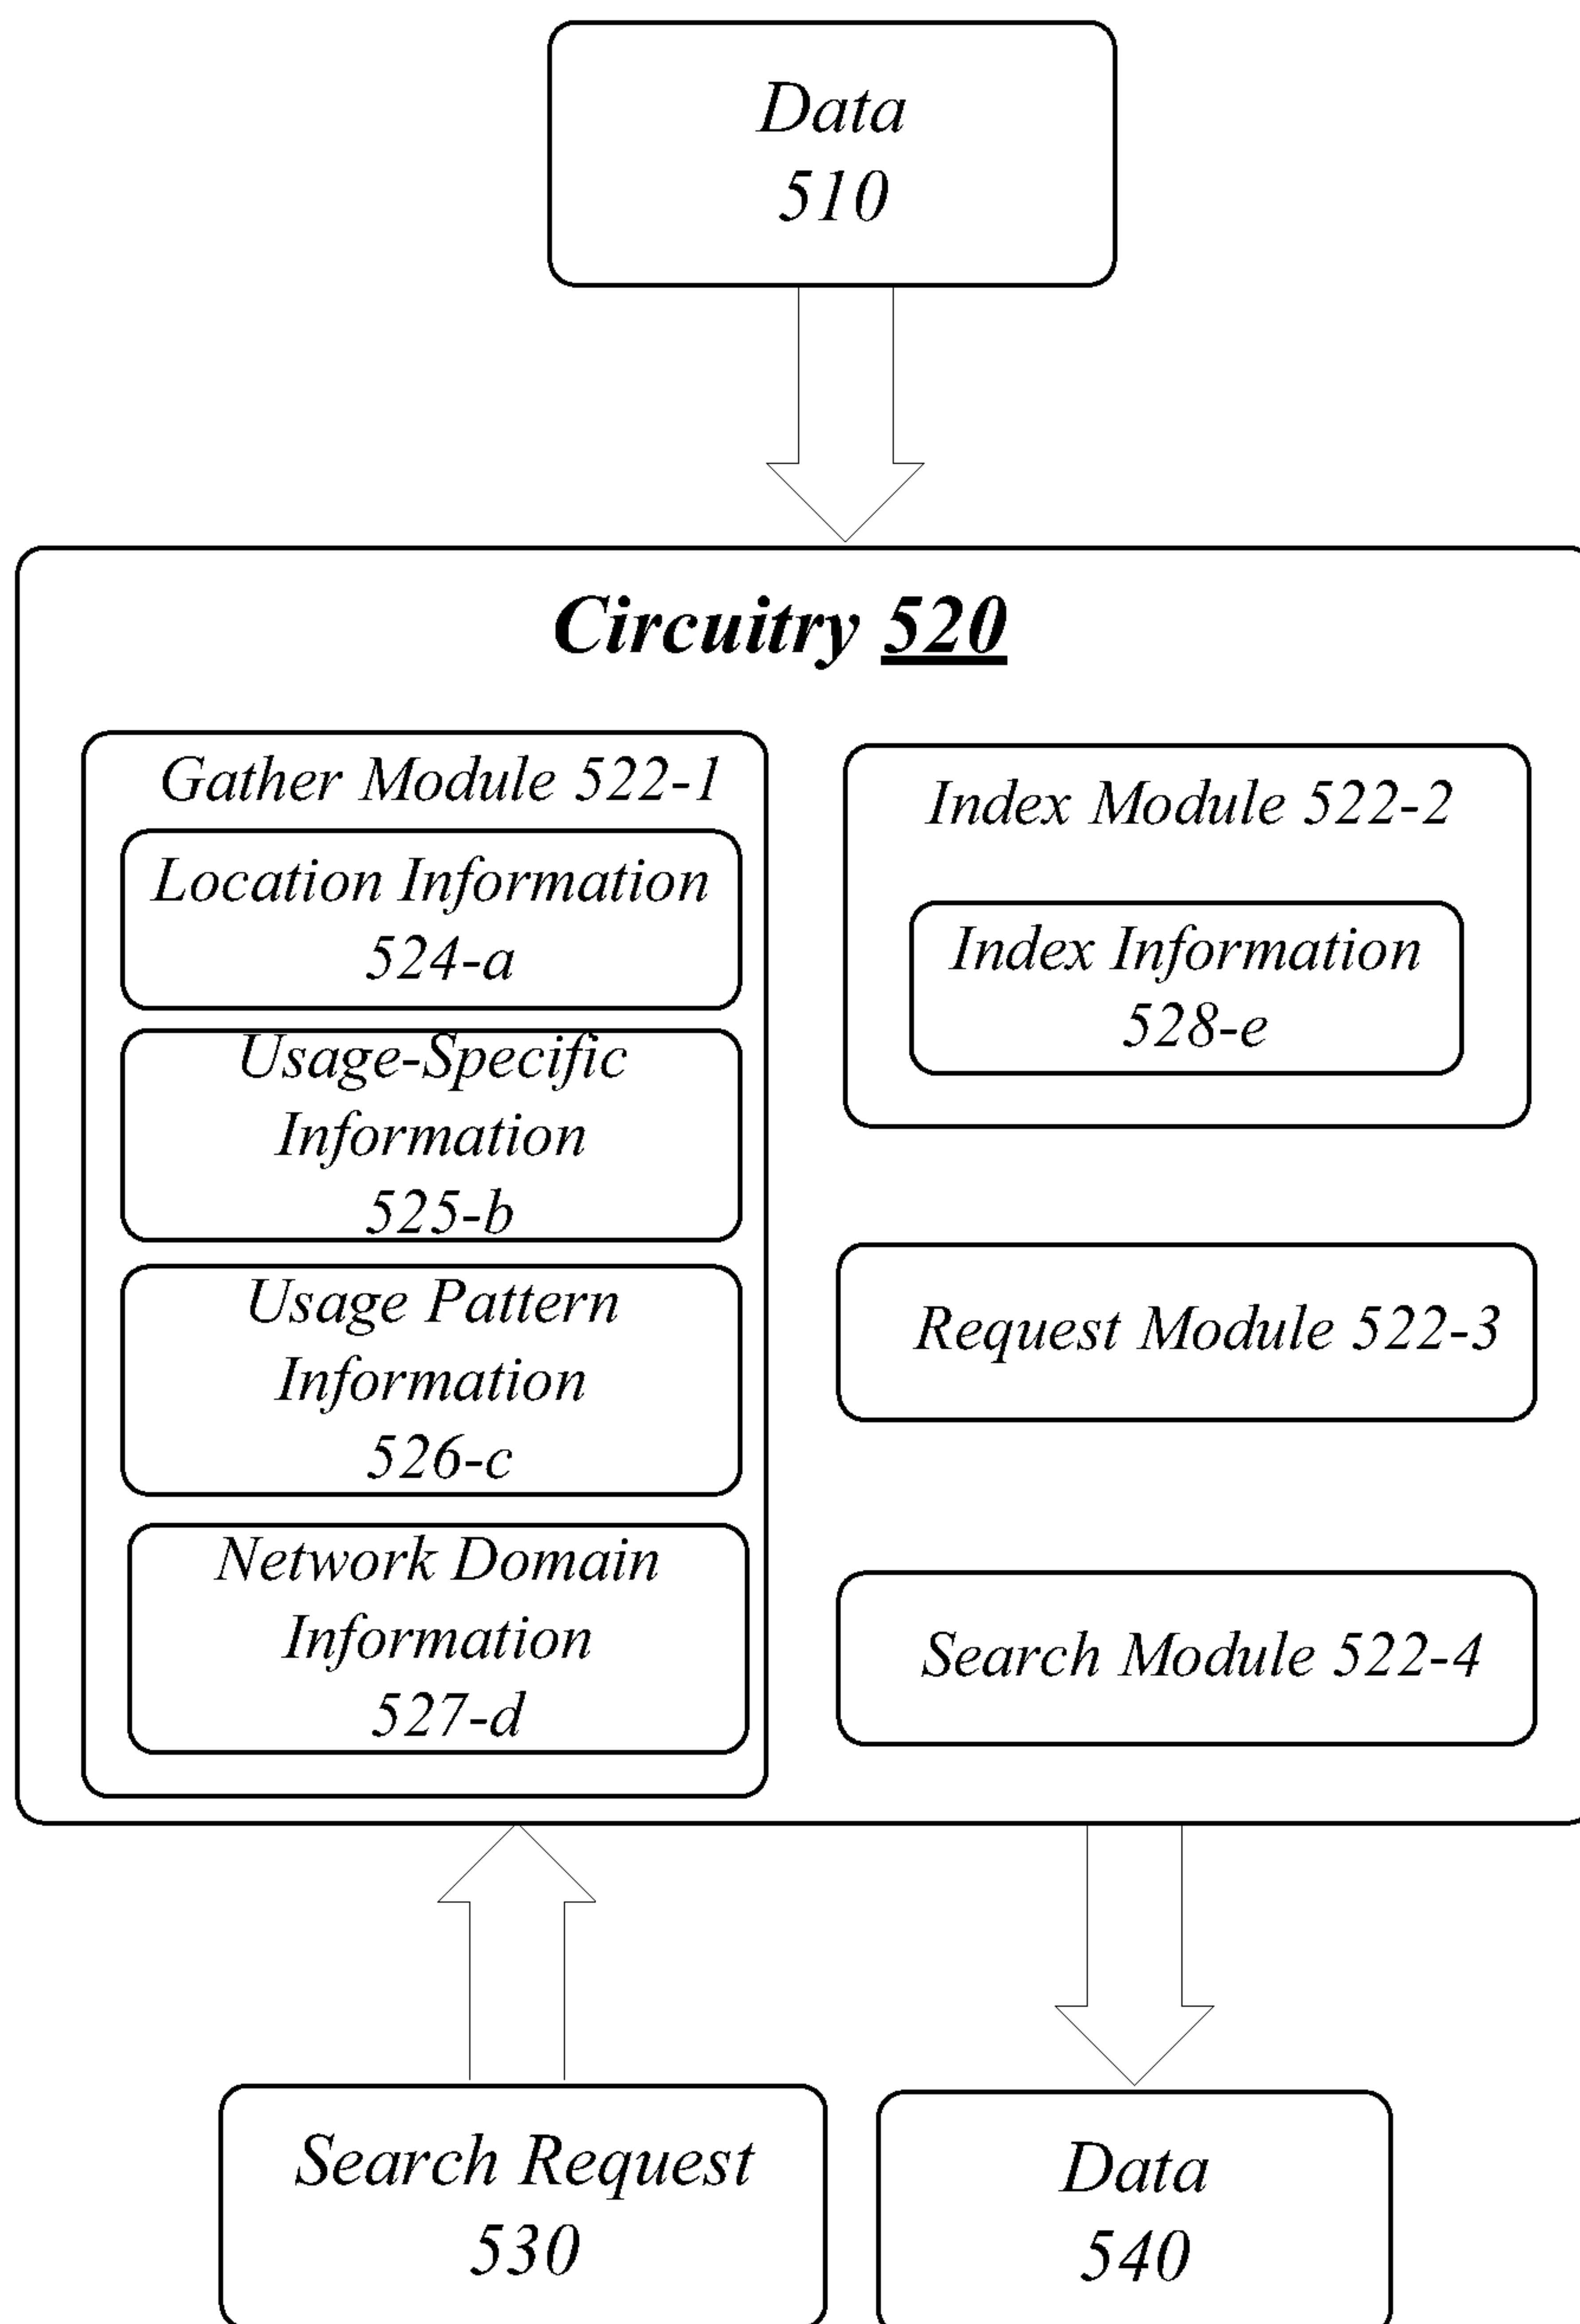 Data
510
Circuitry 520
Gather Module 522-1
Location Information
524-a
Usage-Specific
Information
525-b
Usage Pattern
Information
526-c
Network Domain
Information
527-d
Index Module 522-2
Index Information
528-e
Request Module 522-3
Search Module 522-4
Search Request
530
Data
540